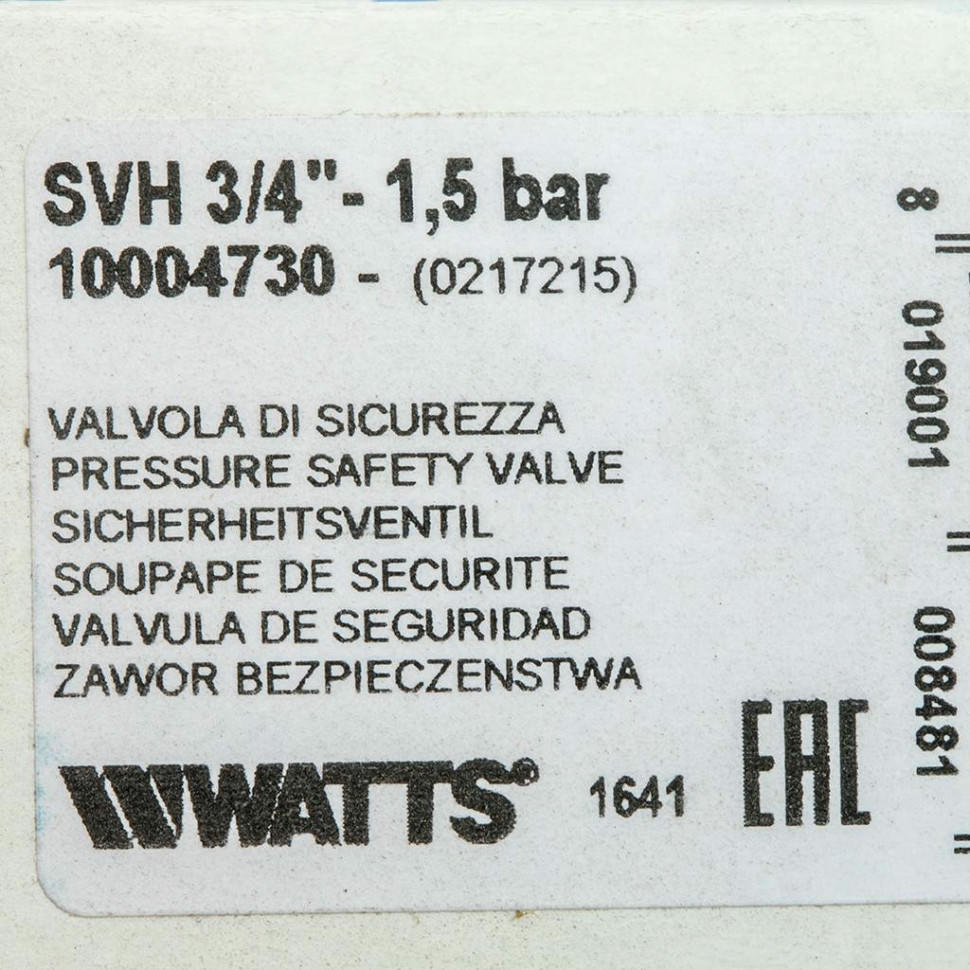 SVH 3/4"- 1,5 bar
10004730 - (0217215)
VALVOLA DI SICUREZZA
PRESSURE SAFETY VALVE
SICHERHEITSVENTIL
SOUPAPE DE SECURITE
VALVULA DE SEGURIDAD
ZAWOR BEZPIECZENSTWA
WATTS® 1641 EAC
8 019001 008481